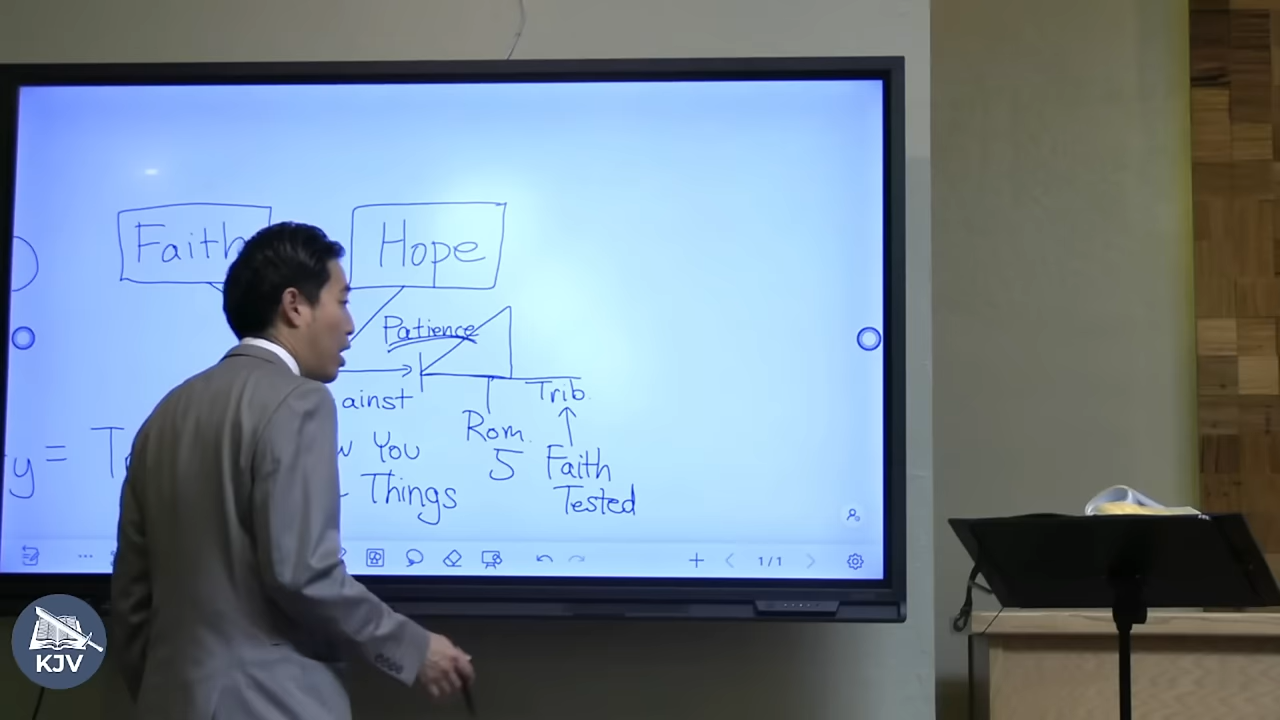 Faith
Hope
Patience
ainst
Trib.
Rom.
5
Faith
Tested
y = T
You
Things
1/1
KJV